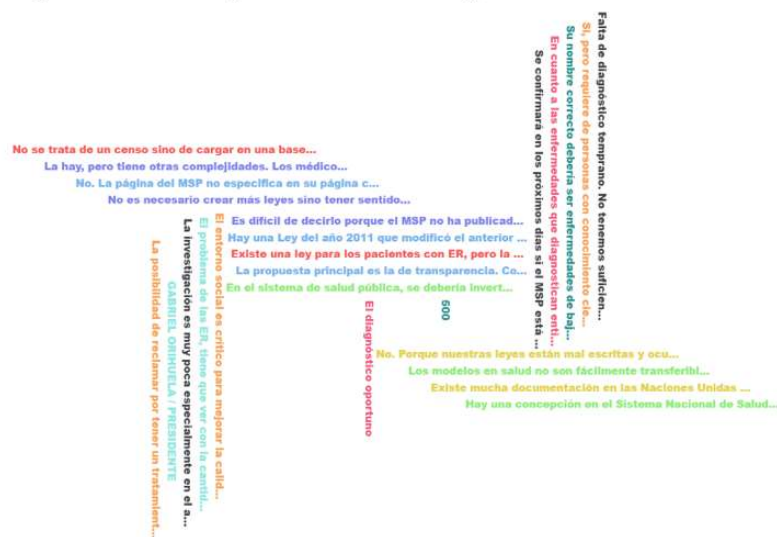 No se trata de un censo sino de cargar en una base...
La hay, pero tiene otras complejidades. Los médico...
No. La página del MSP no especifica en su página c...
No es necesario crear más leyes sino tener sentido...
Es difícil de decirlo porque el MSP no ha publicad...
Hay una Ley del año 2011 que modificó el anterior ...
Existe una ley para los pacientes con ER, pero la ...
La propuesta principal es la de transparencia. Co...
En el sistema de salud pública, se debería invert...
La posibilidad de reclamar por tener un tratamient...
GABRIEL ORIHUELA / PRESIDENTE
La investigación es muy poca especialmente en el a...
El problema de las ER, tiene que ver con la cantid...
El entorno social es crítico para mejorar la calid...
El diagnóstico oportuno
500
Se confirmará en los próximos días si el MSP está ...
En cuanto a las enfermedades que diagnostican enti...
Su nombre correcto debería ser enfermedades de baj...
Si, pero requiere de personas con conocimiento cie...
Falta de diagnóstico temprano. No tenemos suficien...
No. Porque nuestras leyes están mal escritas y ocu...
Los modelos en salud no son fácilmente transferibl...
Existe mucha documentación en las Naciones Unidas ...
Hay una concepción en el Sistema Nacional de Salud...